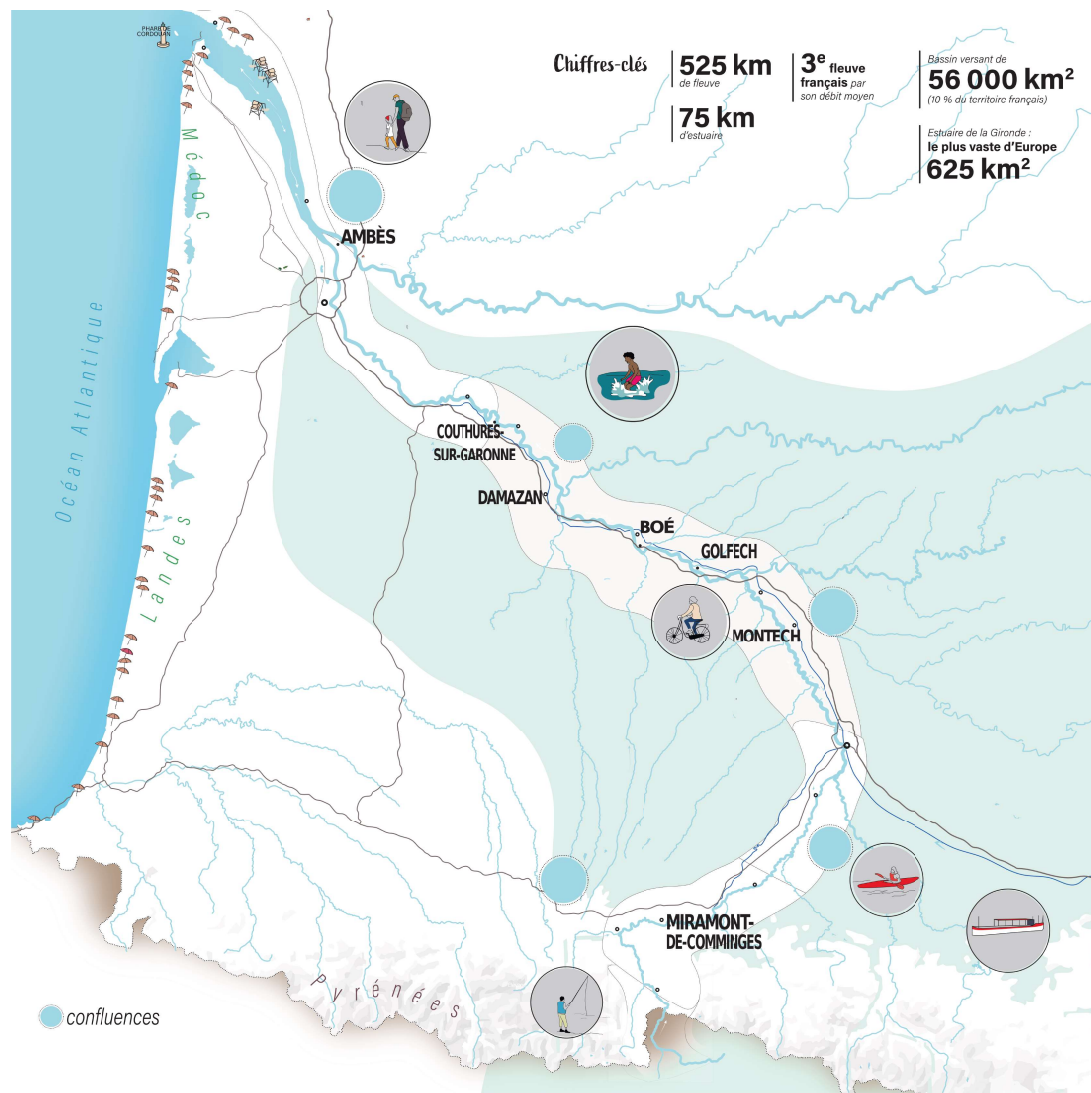 PHARE DE
CORDOUAN
Chiffres-clés
525 km
de fleuve
75 km
d'estuaire
3e fleuve
français par
son débit moyen
Bassin versant de
56 000 km²
(10 % du territoire français)
Estuaire de la Gironde :
le plus vaste d'Europe
625 km²
Médoc
AMBÈS
Océan Atlantique
COUTHURES-
SUR-GARONNE
DAMAZAN
BOÉ
GOLFECH
Landes
MONTECH
MIRAMONT-
DE-COMMINGES
Pyrénées
confluences